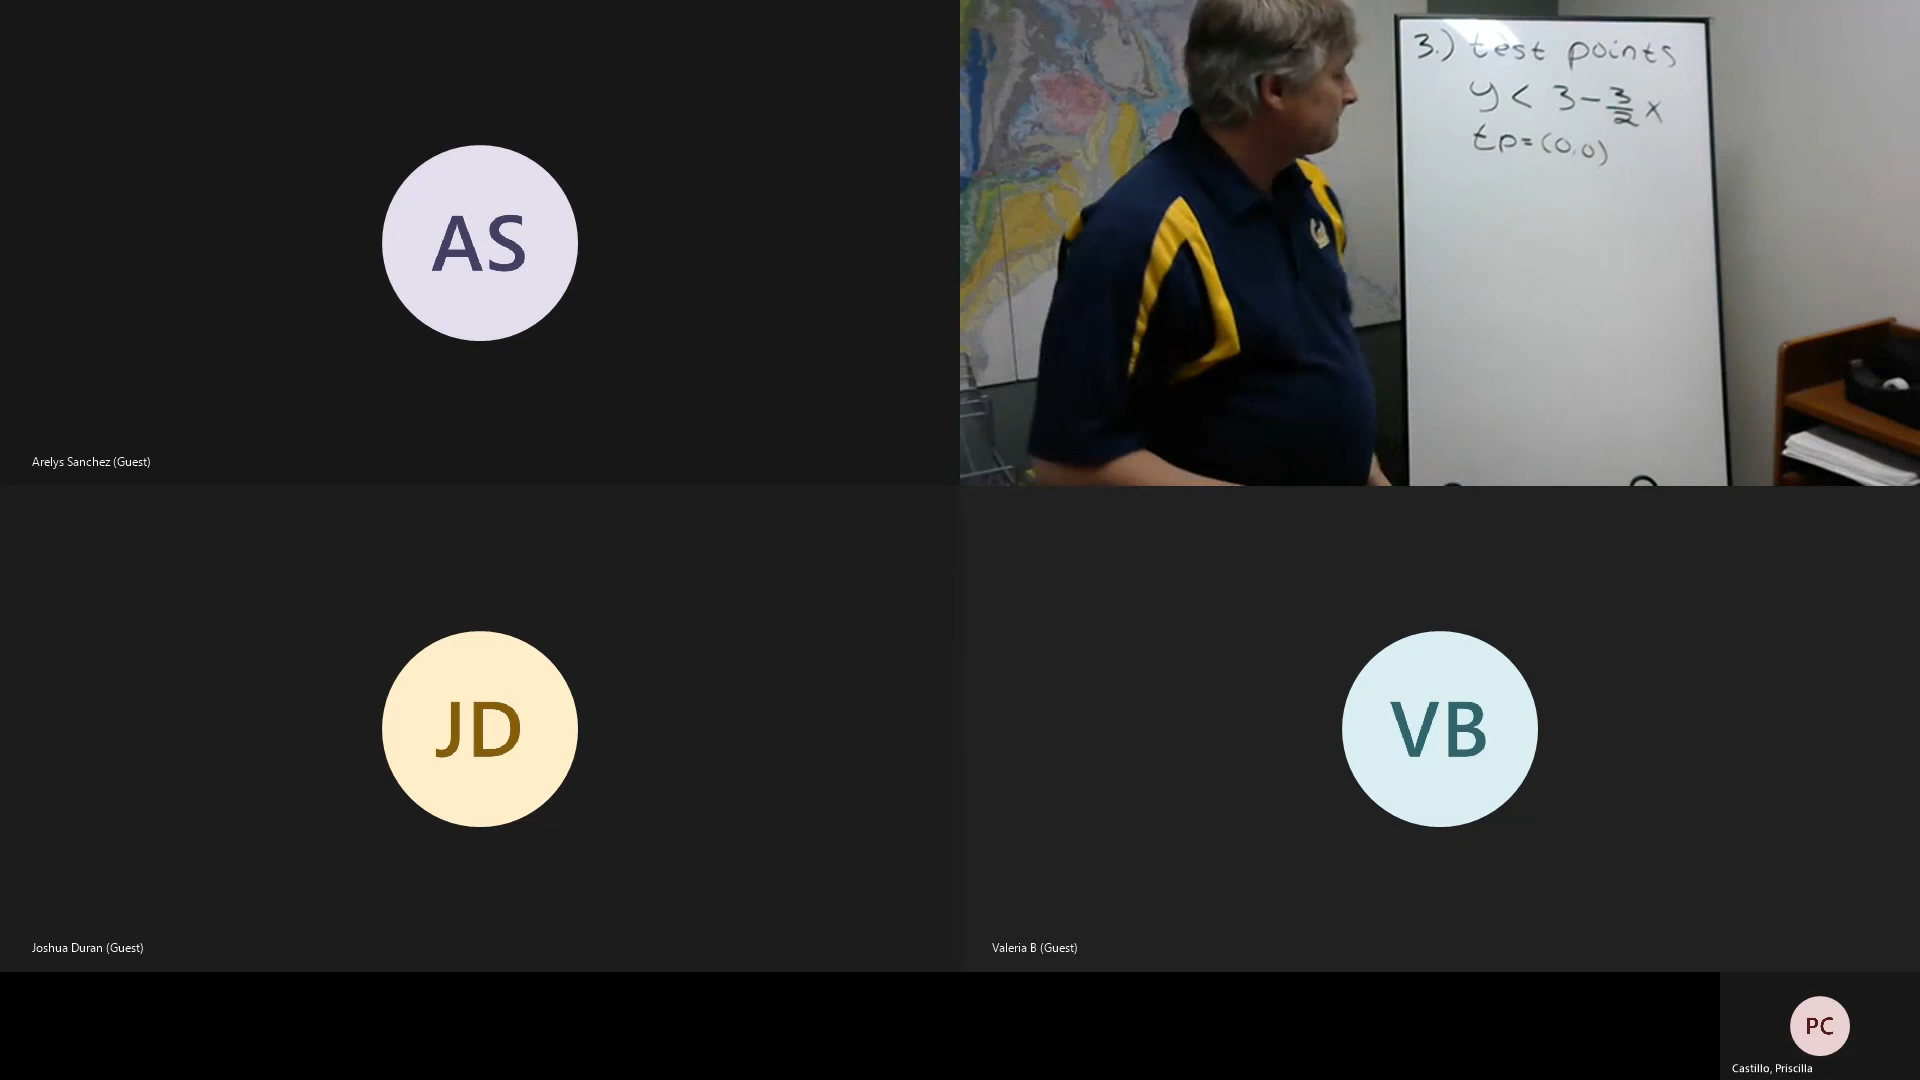 AS
Arelys Sanchez (Guest)
3.) test points
y < 3 - 3/2 x
tp = (0,0)
JD
Joshua Duran (Guest)
VB
Valeria B (Guest)
PC
Castillo, Priscilla